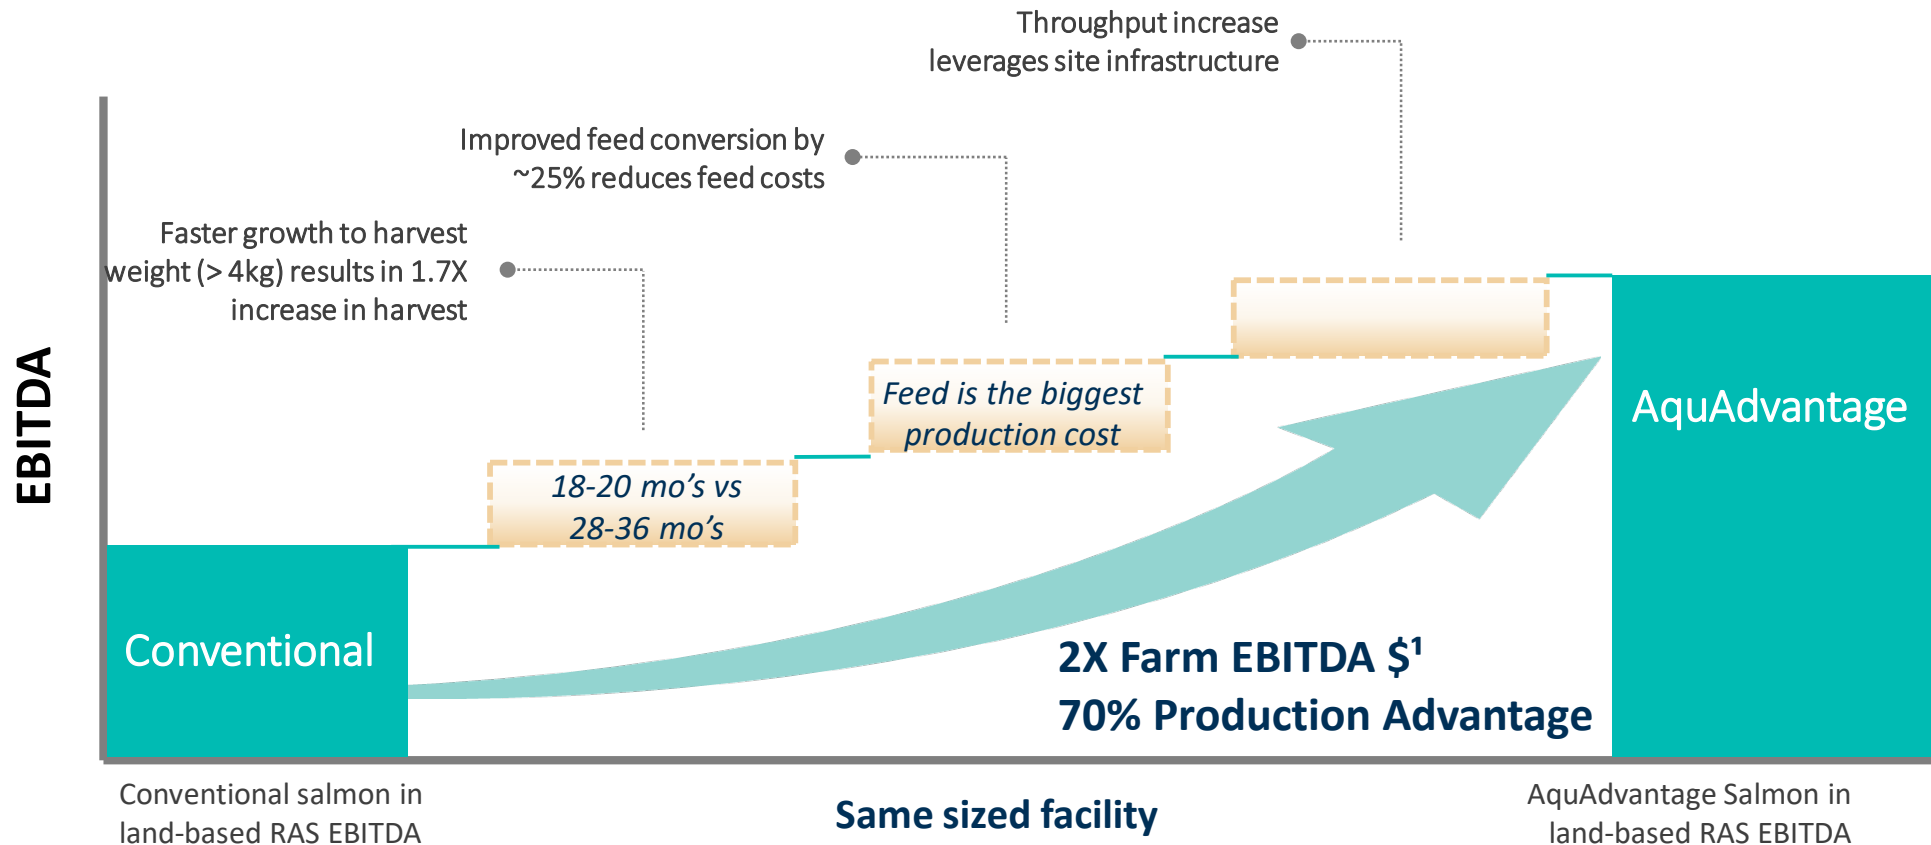 Throughput increase
leverages site infrastructure
Improved feed conversion by
~25% reduces feed costs
Faster growth to harvest
weight (> 4kg) results in 1.7X
increase in harvest
EBITDA
Feed is the biggest
production cost
18-20 mo’s vs
28-36 mo’s
AquAdvantage
Conventional
2X Farm EBITDA $¹
70% Production Advantage
Conventional salmon in
land-based RAS EBITDA
Same sized facility
AquAdvantage Salmon in
land-based RAS EBITDA